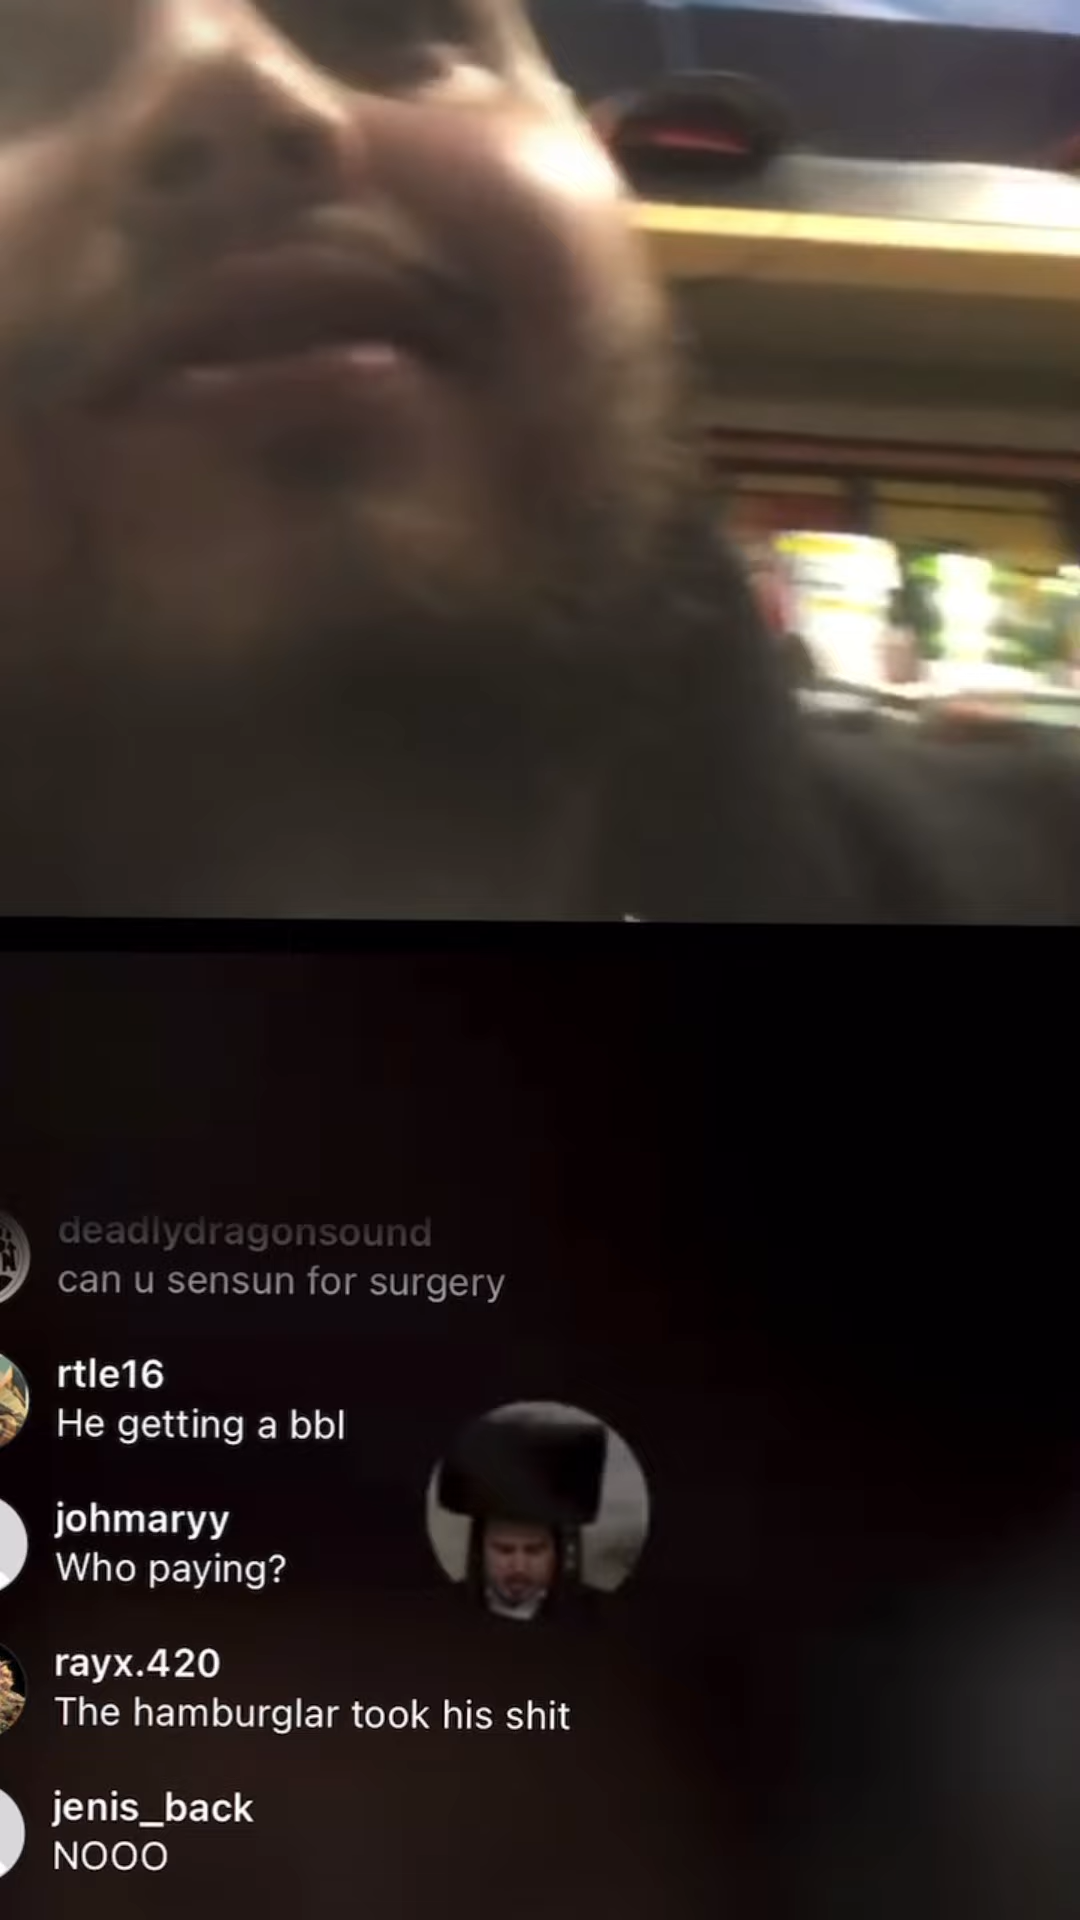 deadlydragonsound
can u sensun for surgery
rtle16
He getting a bbl
johmaryy
Who paying?
rayx.420
The hamburglar took his shit
jenis_back
NOOO